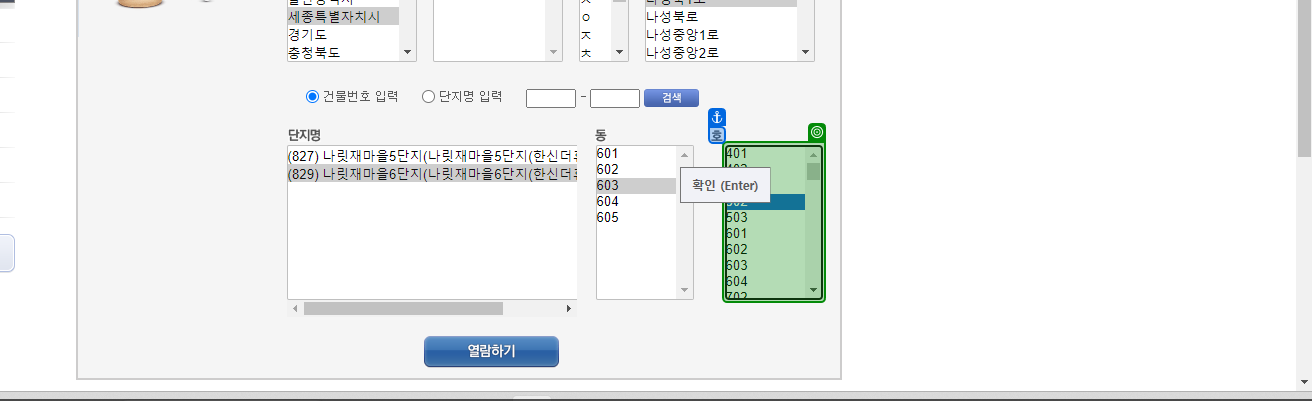 세종특별자치시
경기도
충청북도
ㅇ
ㅈ
ㅊ
나성북로
나성중앙1로
나성중앙2로
건물번호 입력
단지명 입력
-
검색
단지명
동
호
(827) 나릿재마을5단지(나릿재마을5단지(한신더휴
(829) 나릿재마을6단지(나릿재마을6단지(한신더휴
601
602
603
604
605
401
확인 (Enter)
502
503
601
602
603
604
702
열람하기